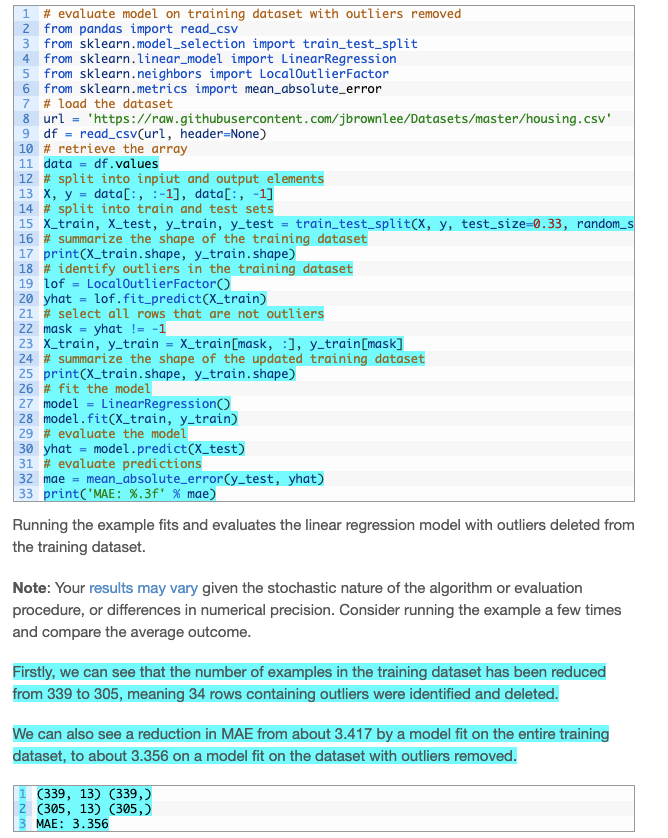 1 # evaluate model on training dataset with outliers removed
2 from pandas import read_csv
3 from sklearn.model_selection import train_test_split
4 from sklearn.linear_model import LinearRegression
5 from sklearn.neighbors import LocalOutlierFactor
6 from sklearn.metrics import mean_absolute_error
7 # load the dataset
8 url = 'https://raw.githubusercontent.com/jbrownlee/Datasets/master/housing.csv'
9 df = read_csv(url, header=None)
10 # retrieve the array
11 data = df.values
12 # split into inpiut and output elements
13 X, y = data[:, :-1], data[:, -1]
14 # split into train and test sets
15 X_train, X_test, y_train, y_test = train_test_split(X, y, test_size=0.33, random_s
16 # summarize the shape of the training dataset
17 print(X_train.shape, y_train.shape)
18 # identify outliers in the training dataset
19 lof = LocalOutlierFactor()
20 yhat = lof.fit_predict(X_train)
21 # select all rows that are not outliers
22 mask = yhat != -1
23 X_train, y_train = X_train[mask, :], y_train[mask]
24 # summarize the shape of the updated training dataset
25 print(X_train.shape, y_train.shape)
26 # fit the model
27 model = LinearRegression()
28 model.fit(X_train, y_train)
29 # evaluate the model
30 yhat = model.predict(X_test)
31 # evaluate predictions
32 mae = mean_absolute_error(y_test, yhat)
33 print('MAE: %.3f' % mae)
Running the example fits and evaluates the linear regression model with outliers deleted from
the training dataset.
Note: Your results may vary given the stochastic nature of the algorithm or evaluation
procedure, or differences in numerical precision. Consider running the example a few times
and compare the average outcome.
Firstly, we can see that the number of examples in the training dataset has been reduced
from 339 to 305, meaning 34 rows containing outliers were identified and deleted.
We can also see a reduction in MAE from about 3.417 by a model fit on the entire training
dataset, to about 3.356 on a model fit on the dataset with outliers removed.
1 (339, 13) (339,)
2 (305, 13) (305,)
3 MAE: 3.356